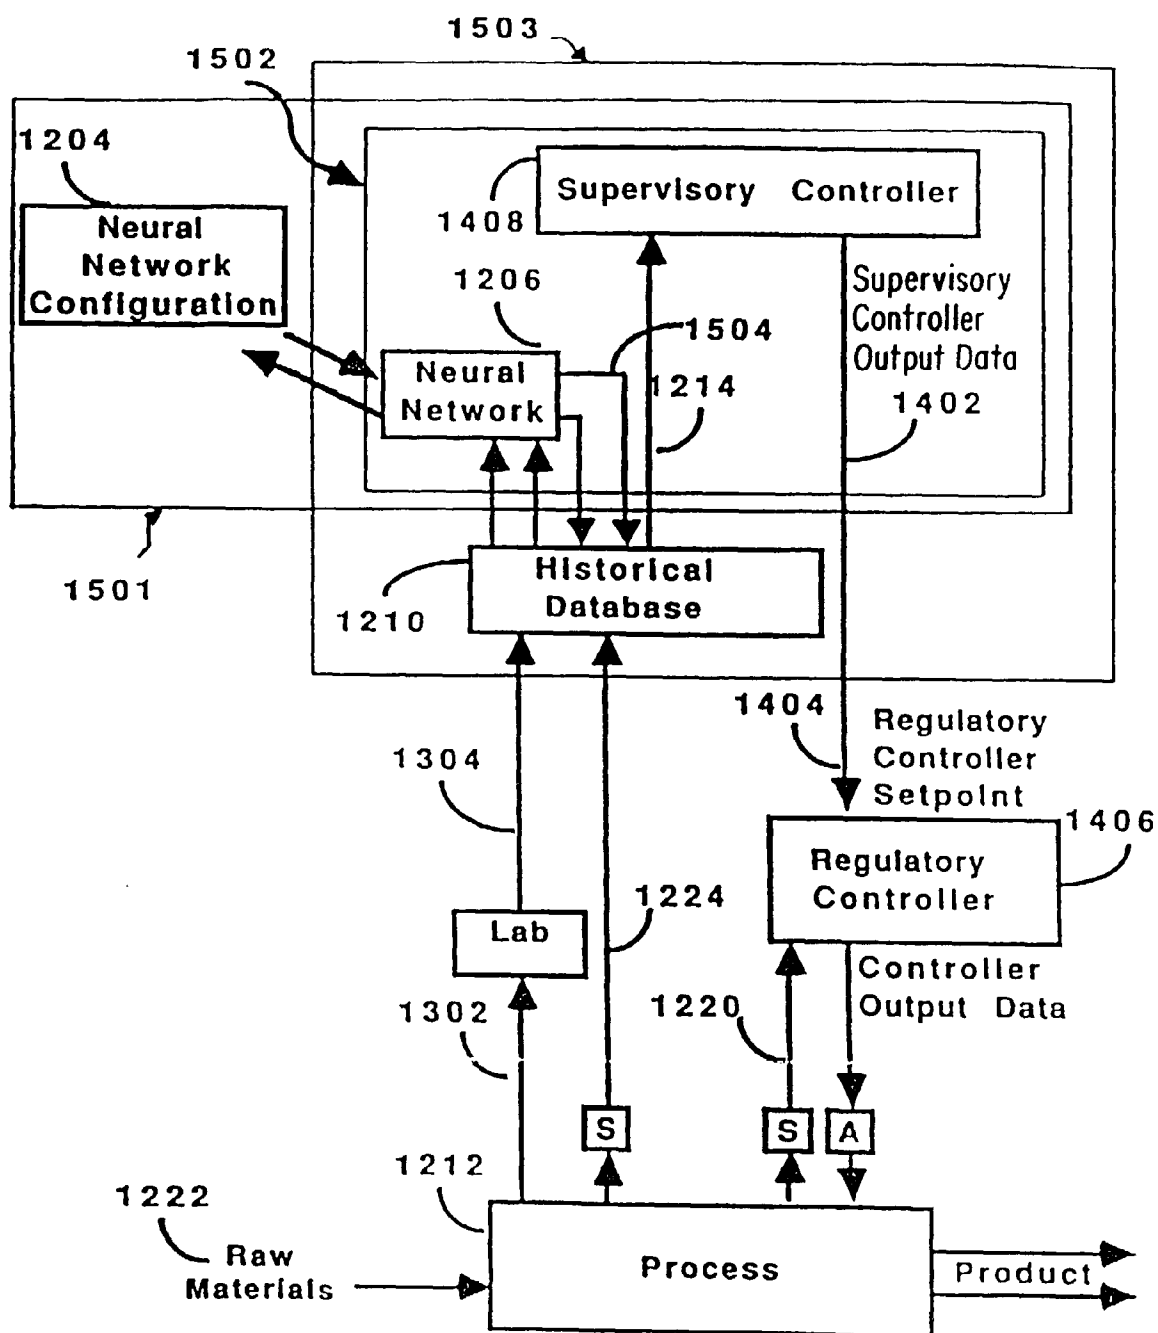 1503
1502
1204
Neural
Network
Configuration
Supervisory Controller
1408
1206
Supervisory
Controller
Output Data
1504
Neural
Network
1214
1402
1501
Historical
Database
1210
1404
Regulatory
Controller
Setpoint
1304
1406
Regulatory
Controller
1224
Lab
Controller
Output Data
1302
1220
S
S
A
1212
1222
Raw
Materials
Process
Product